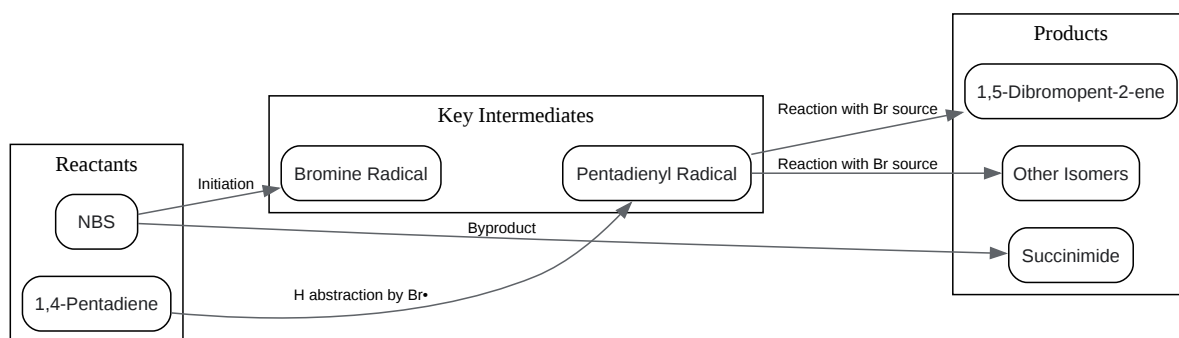 Products
1,5-Dibromopent-2-ene
Key Intermediates
Reaction with Br source
Reactants
Bromine Radical
Pentadienyl Radical
Reaction with Br source
Other Isomers
Initiation
NBS
Byproduct
Succinimide
1,4-Pentadiene
H abstraction by Br•